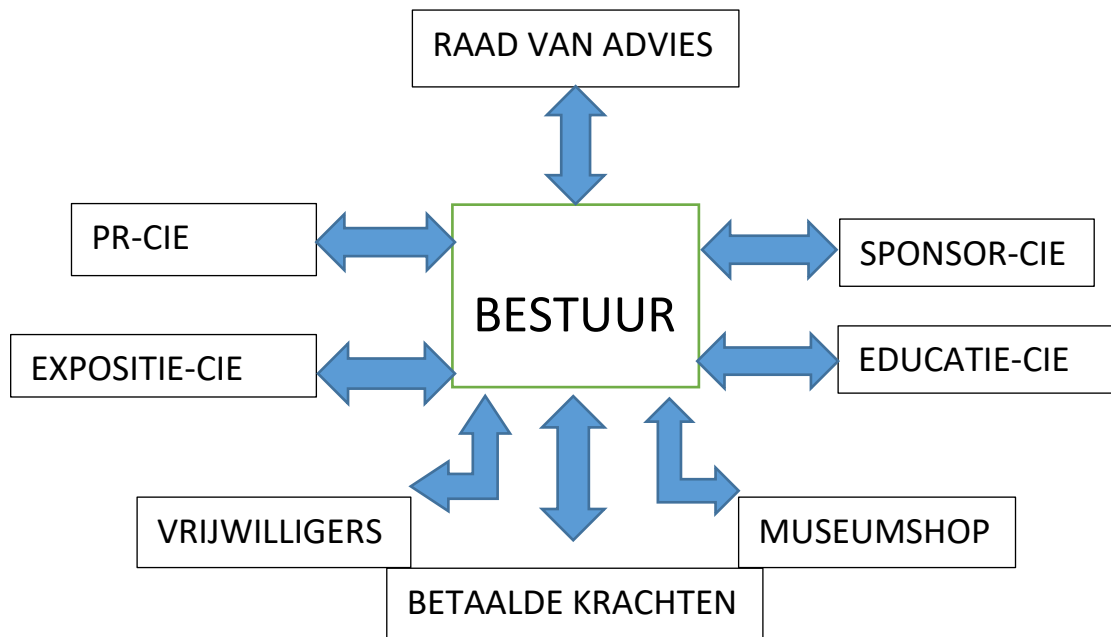 RAAD VAN ADVIES
PR-CIE
SPONSOR-CIE
BESTUUR
EXPOSITIE-CIE
EDUCATIE-CIE
VRIJWILLIGERS
MUSEUMSHOP
BETAALDE KRACHTEN